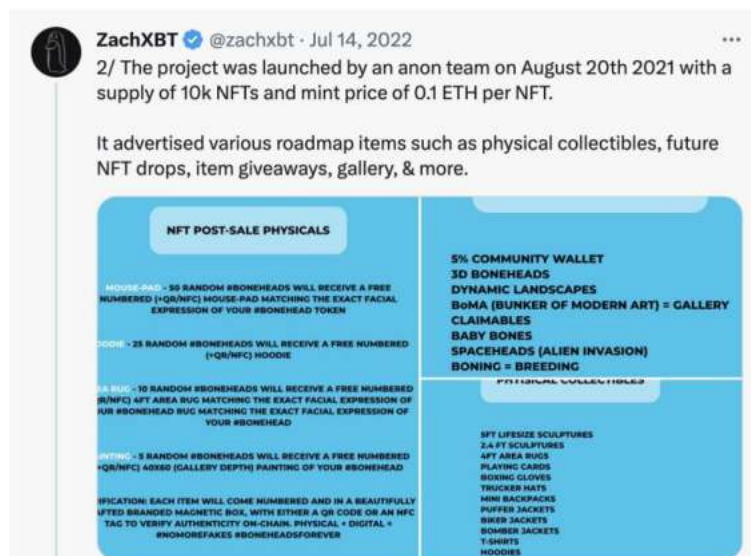 ZachXBT @zachxbt · Jul 14, 2022
2/ The project was launched by an anon team on August 20th 2021 with a
supply of 10k NFTs and mint price of 0.1 ETH per NFT.
It advertised various roadmap items such as physical collectibles, future
NFT drops, item giveaways, gallery, & more.
NFT POST-SALE PHYSICALS
MOUSE-PAD - 50 RANDOM #BONEHEADS WILL RECEIVE A FREE
NUMBERED (+QR/NFC) MOUSE-PAD MATCHING THE EXACT FACIAL
EXPRESSION OF YOUR #BONEHEAD TOKEN
OODIE - 25 RANDOM #BONEHEADS WILL RECEIVE A FREE NUMBERED
(+QR/NFC) HOODIE
EA RUG - 10 RANDOM #BONEHEADS WILL RECEIVE A FREE NUMBERED
QR/NFC) 4FT AREA RUG MATCHING THE EXACT FACIAL EXPRESSION OF
UR #BONEHEAD RUG MATCHING THE EXACT FACIAL EXPRESSION OF
YOUR #BONEHEAD
INTING - 5 RANDOM #BONEHEADS WILL RECEIVE A FREE NUMBERED
+QR/NFC) 40X60 (GALLERY DEPTH) PAINTING OF YOUR #BONEHEAD
IFICATION: EACH ITEM WILL COME NUMBERED AND IN A BEAUTIFULLY
AFTED BRANDED MAGNETIC BOX, WITH EITHER A QR CODE OR AN NFC
TAG TO VERIFY AUTHENTICITY ON-CHAIN. PHYSICAL + DIGITAL =
#NOMOREFAKES #BONEHEADSFOREVER
5% COMMUNITY WALLET
3D BONEHEADS
DYNAMIC LANDSCAPES
BoMA (BUNKER OF MODERN ART) = GALLERY
CLAIMABLES
BABY BONES
SPACEHEADS (ALIEN INVASION)
BONING = BREEDING
PHYSICAL COLLECTIBLES
5FT LIFESIZE SCULPTURES
2.4 FT SCULPTURES
4FT AREA RUGS
PLAYING CARDS
BOXING GLOVES
TRUCKER HATS
MINI BACKPACKS
PUFFER JACKETS
BIKER JACKETS
BOMBER JACKETS
T-SHIRTS
HOODIES